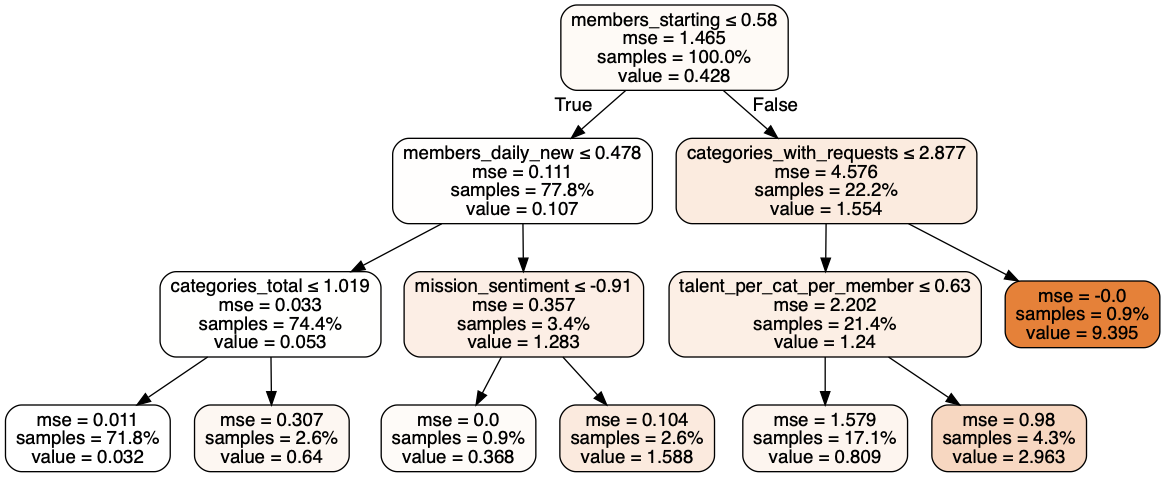 members_starting ≤ 0.58
mse = 1.465
samples = 100.0%
value = 0.428
True
False
members_daily_new ≤ 0.478
mse = 0.111
samples = 77.8%
value = 0.107
categories_with_requests ≤ 2.877
mse = 4.576
samples = 22.2%
value = 1.554
categories_total ≤ 1.019
mse = 0.033
samples = 74.4%
value = 0.053
mission_sentiment ≤ -0.91
mse = 0.357
samples = 3.4%
value = 1.283
talent_per_cat_per_member ≤ 0.63
mse = 2.202
samples = 21.4%
value = 1.24
mse = -0.0
samples = 0.9%
value = 9.395
mse = 0.011
samples = 71.8%
value = 0.032
mse = 0.307
samples = 2.6%
value = 0.64
mse = 0.0
samples = 0.9%
value = 0.368
mse = 0.104
samples = 2.6%
value = 1.588
mse = 1.579
samples = 17.1%
value = 0.809
mse = 0.98
samples = 4.3%
value = 2.963